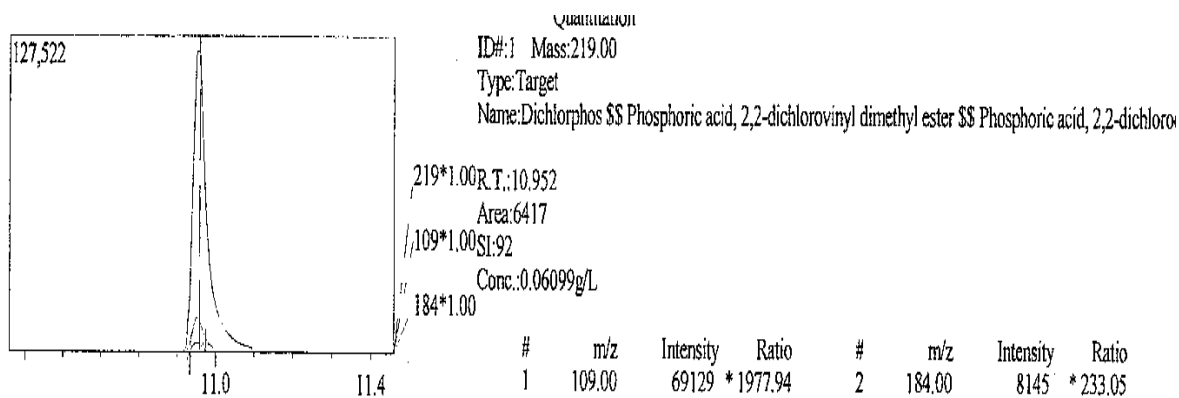 Quantitation
127,522
ID#:1 Mass:219.00
Type:Target
Name:Dichlorphos $$ Phosphoric acid, 2,2-dichlorovinyl dimethyl ester $$ Phosphoric acid, 2,2-dichloro
219*1.00
109*1.00
184*1.00
R.T.:10.952
Area:6417
SI:92
Conc.:0.06099g/L
# m/z Intensity Ratio # m/z Intensity Ratio
1 109.00 69129 *1977.94 2 184.00 8145 *233.05
11.0 11.4